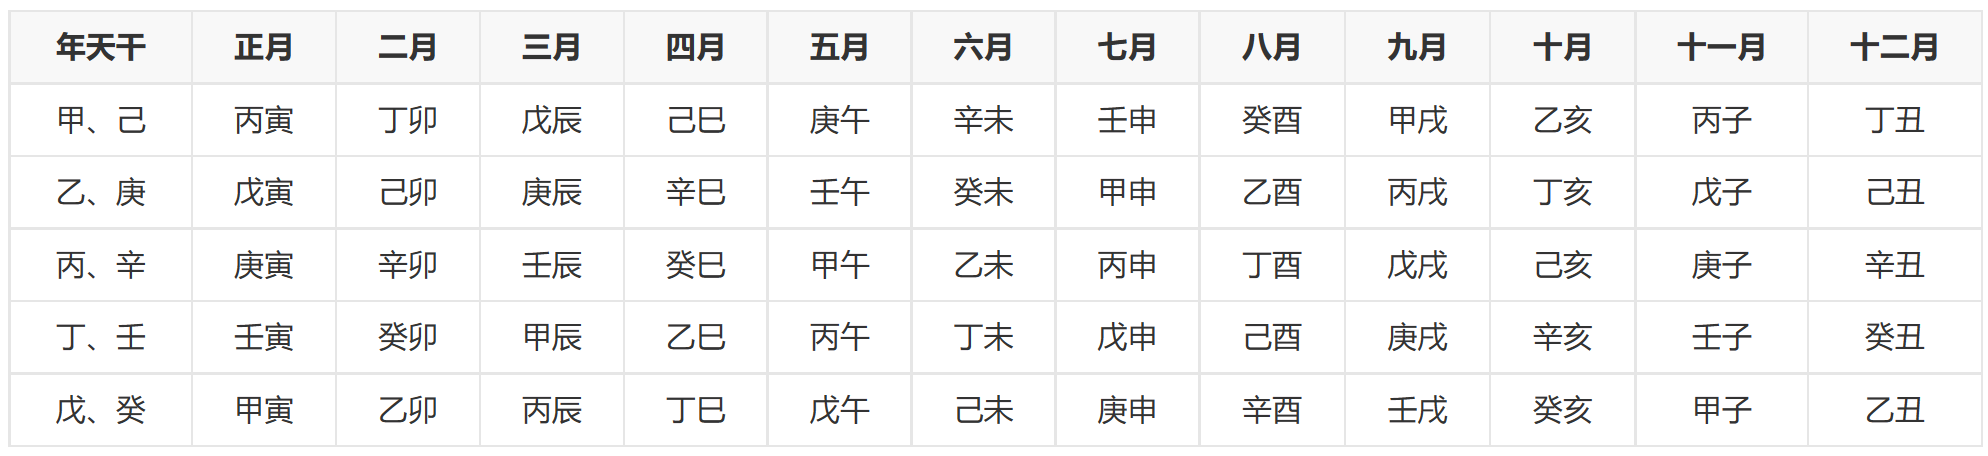 年天干 正月 二月 三月 四月 五月 六月 七月 八月 九月 十月 十一月 十二月
甲、己 丙寅 丁卯 戊辰 己巳 庚午 辛未 壬申 癸酉 甲戌 乙亥 丙子 丁丑
乙、庚 戊寅 己卯 庚辰 辛巳 壬午 癸未 甲申 乙酉 丙戌 丁亥 戊子 己丑
丙、辛 庚寅 辛卯 壬辰 癸巳 甲午 乙未 丙申 丁酉 戊戌 己亥 庚子 辛丑
丁、壬 壬寅 癸卯 甲辰 乙巳 丙午 丁未 戊申 己酉 庚戌 辛亥 壬子 癸丑
戊、癸 甲寅 乙卯 丙辰 丁巳 戊午 己未 庚申 辛酉 壬戌 癸亥 甲子 乙丑